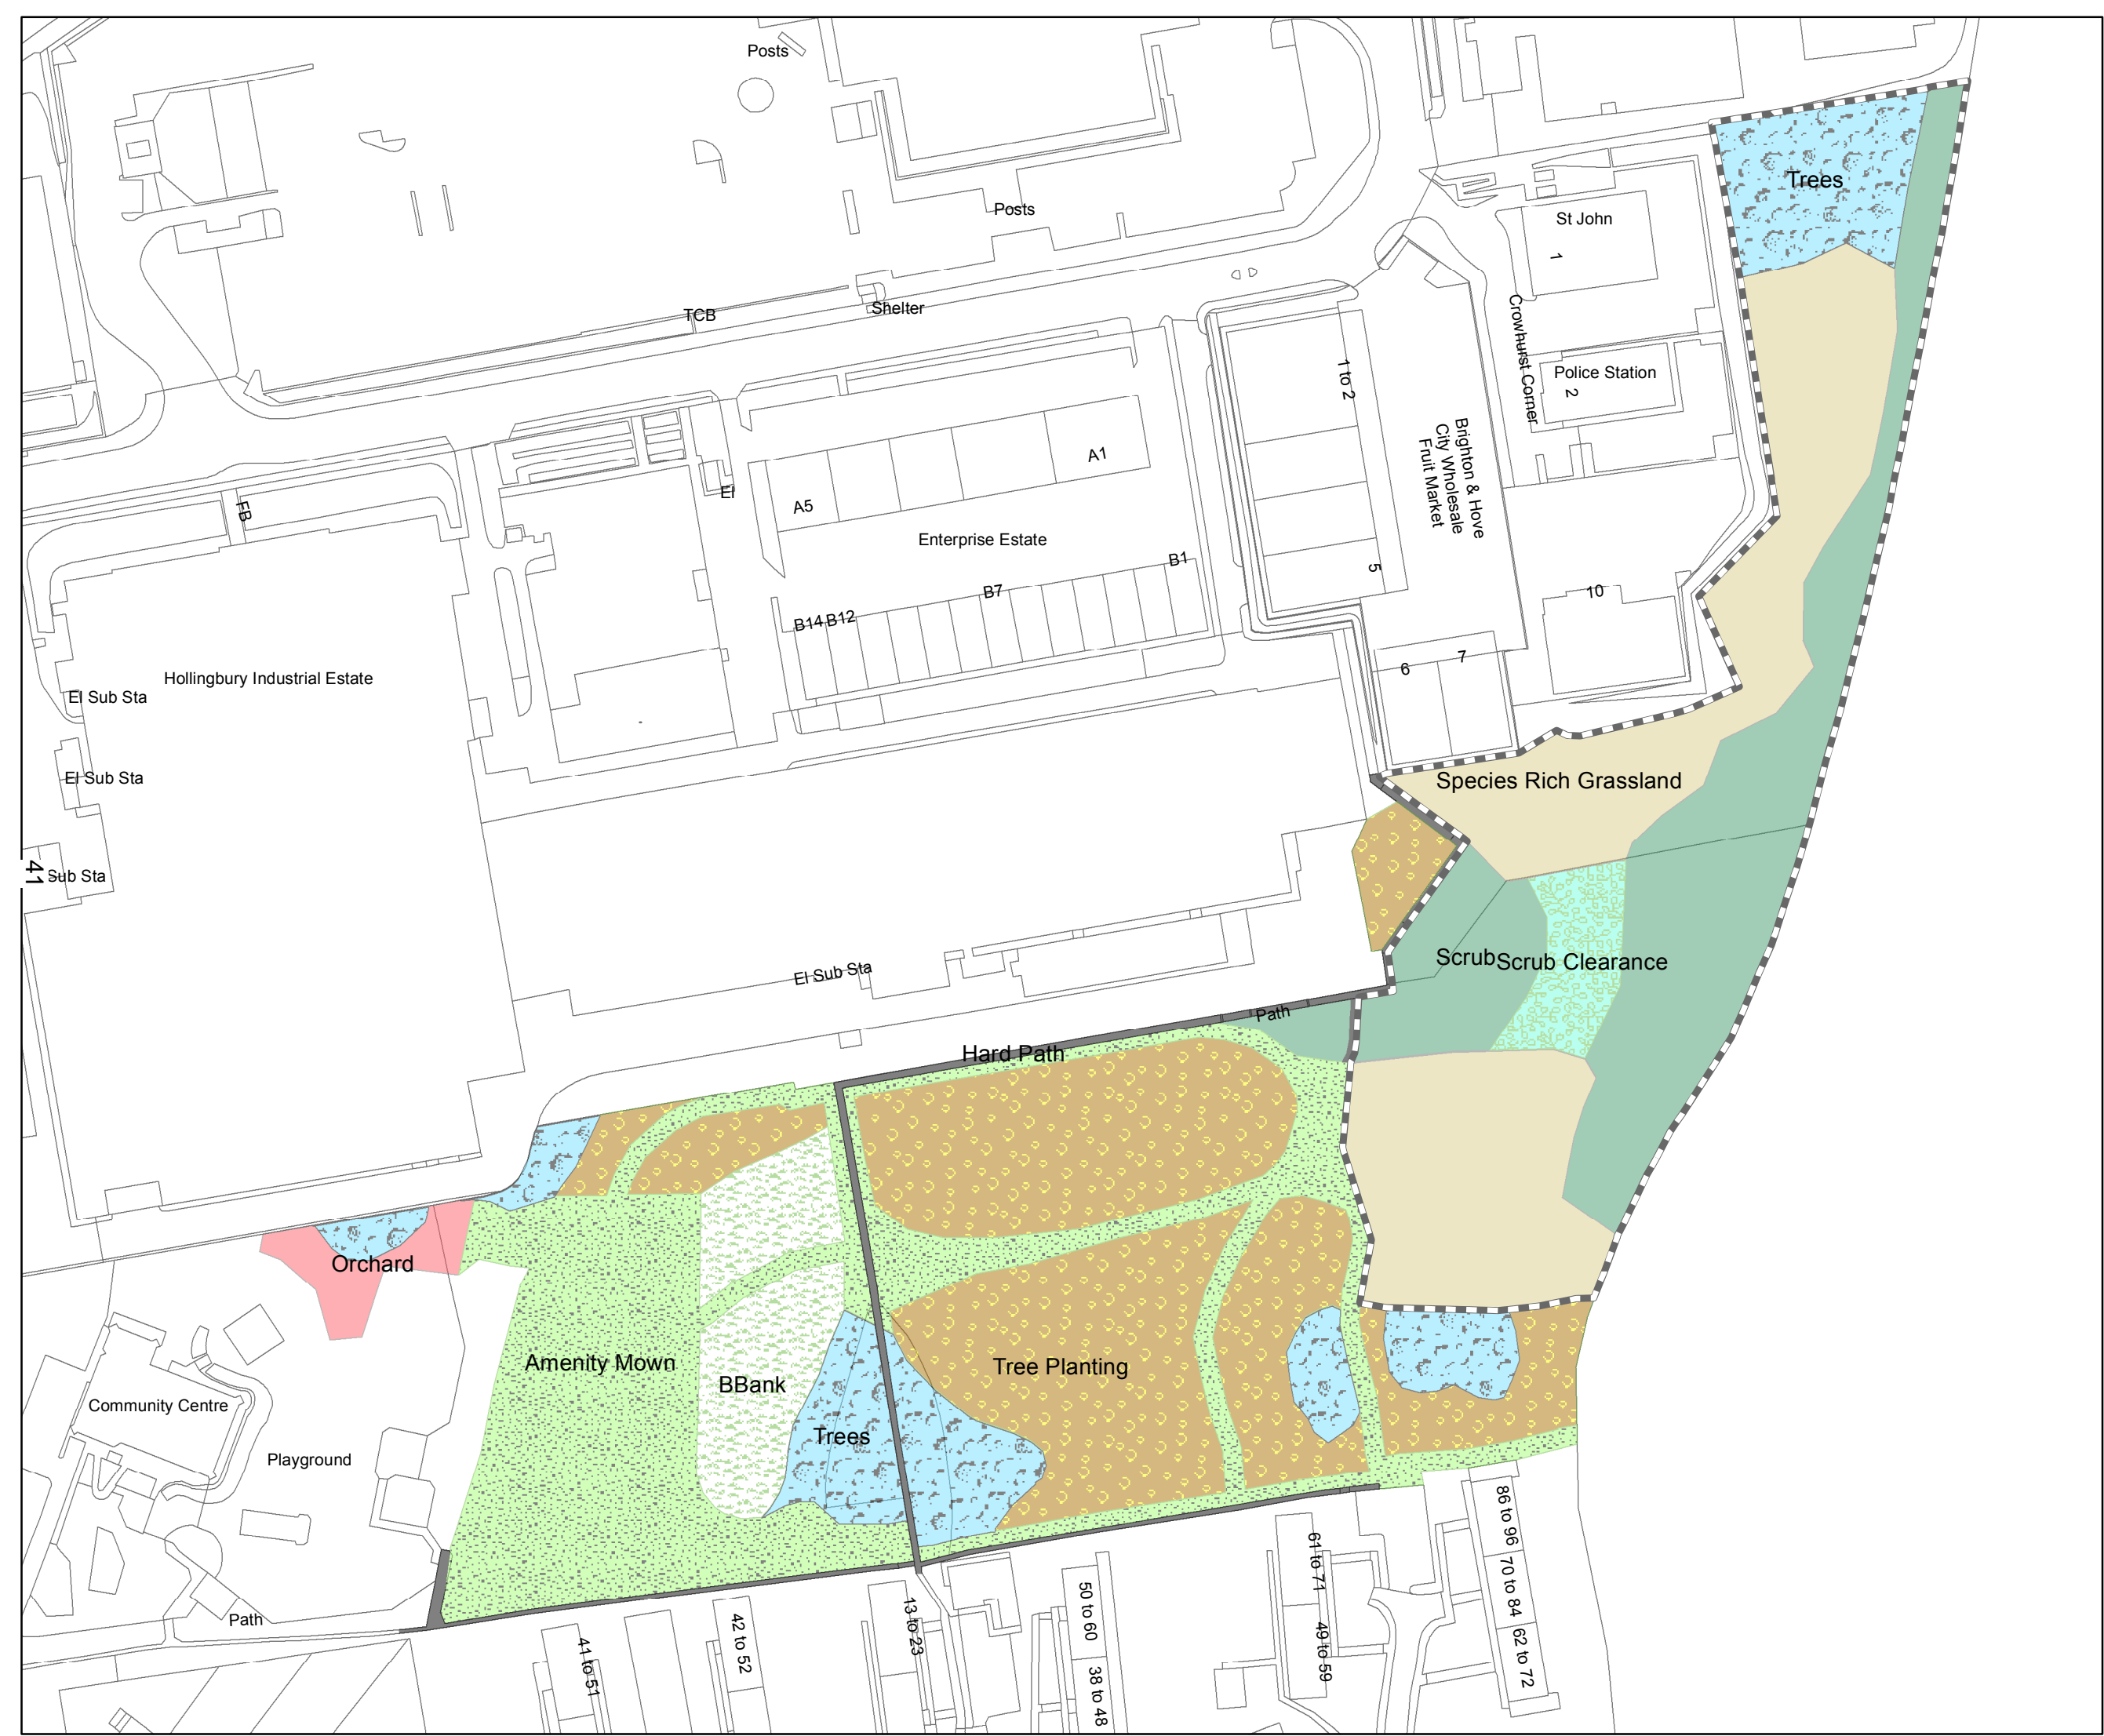 Posts
Trees
Posts
St John
1
Shelter
TCB
Crowhurst Corner
1 to 2
Police Station
2
A1
Brighton & Hove
City Wholesale
Fruit Market
El
A5
FB
Enterprise Estate
B1
5
B7
10
B14
B12
6
7
Hollingbury Industrial Estate
El Sub Sta
El Sub Sta
Species Rich Grassland
41
Sub Sta
Scrub
Scrub Clearance
El Sub Sta
Path
Hard Path
Orchard
Amenity Mown
BBank
Tree Planting
Community Centre
Trees
Playground
86 to 96
61 to 71
70 to 84
50 to 60
13 to 23
Path
42 to 52
41 to 51
49 to 59
62 to 72
38 to 48